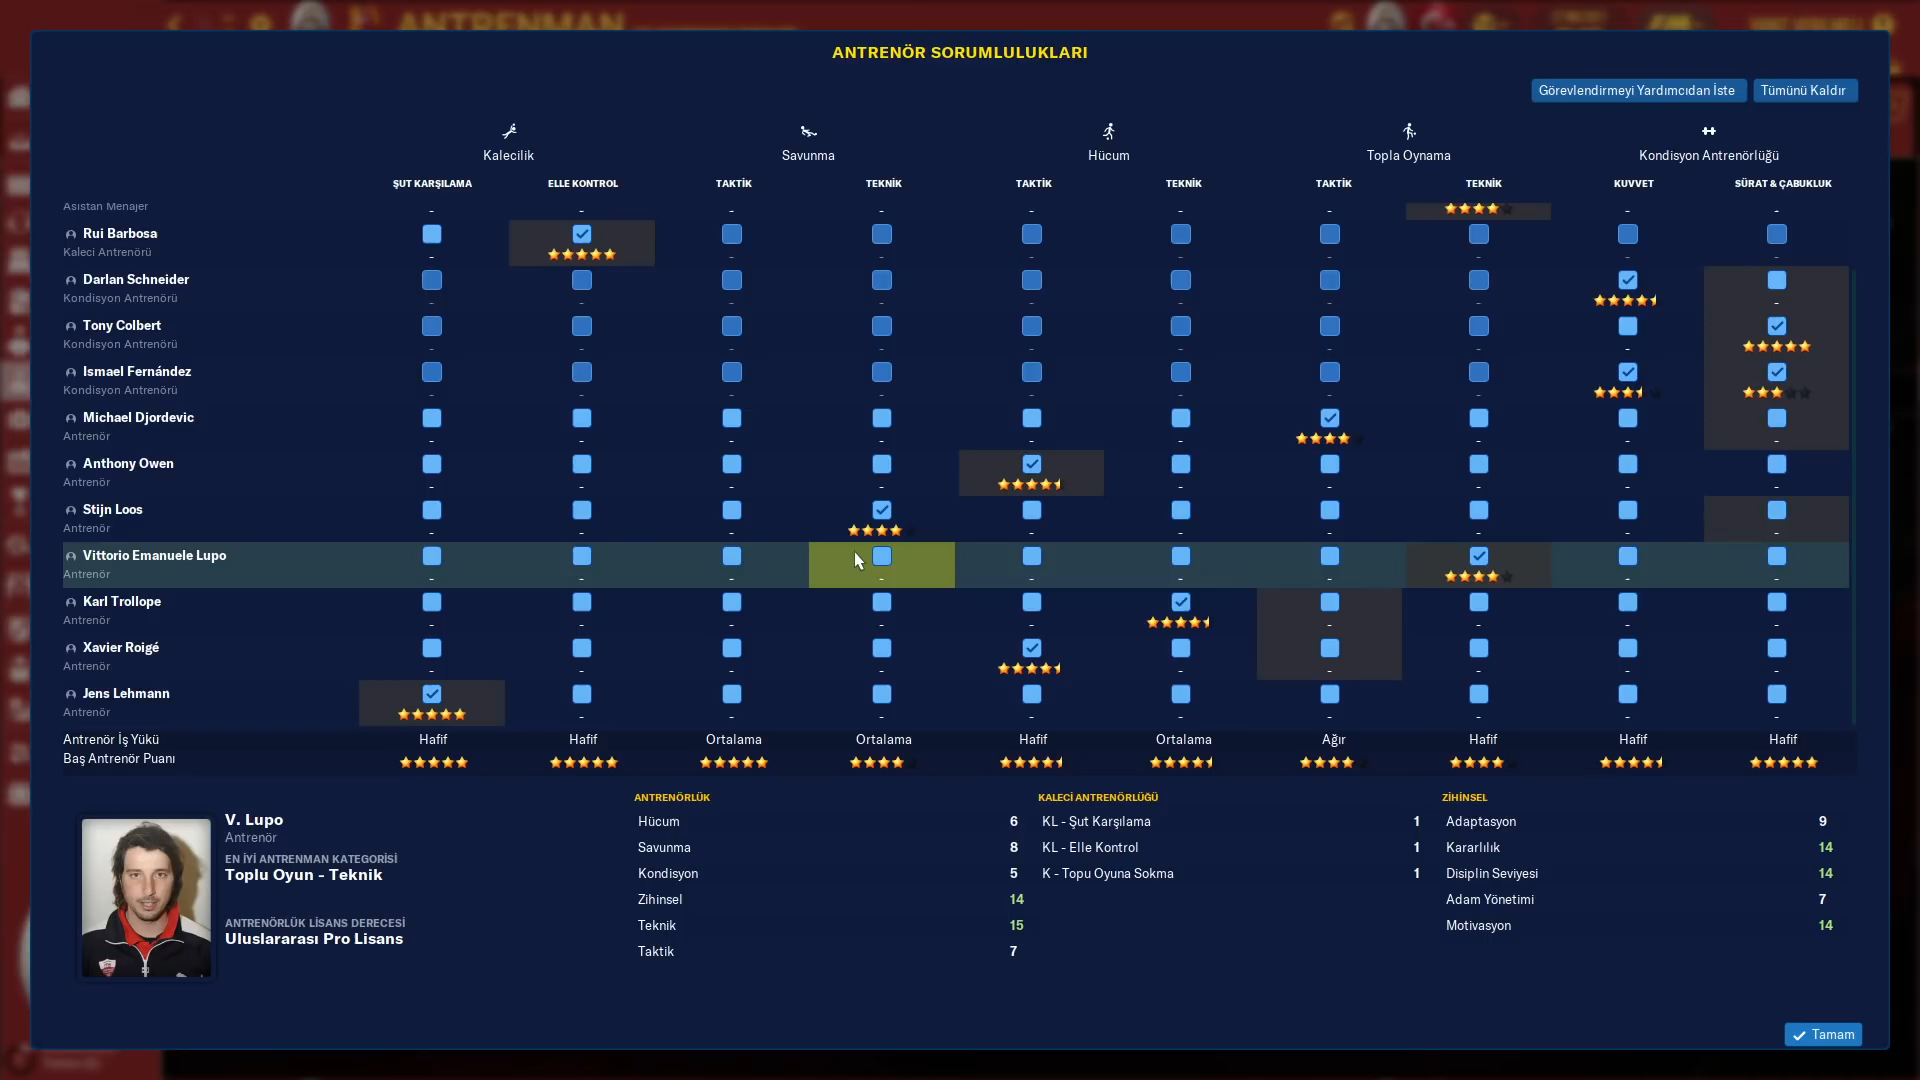 ANTRENMAN
ANTRENÖR SORUMLULUKLARI
Görevlendirmeyi Yardımcıdan İste
Tümünü Kaldır
Kalecilik
Savunma
Hücum
Topla Oynama
Kondisyon Antrenörlüğü
ŞUT KARŞILAMA
ELLE KONTROL
TAKTİK
TEKNİK
TAKTİK
TEKNİK
TAKTİK
TEKNİK
KUVVET
SÜRAT & ÇABUKLUK
Asistan Menajer
- - - - - - - - -
Rui Barbosa
Kaleci Antrenörü
- - - - - - - - -
Darlan Schneider
Kondisyon Antrenörü
- - - - - - - - -
Tony Colbert
Kondisyon Antrenörü
- - - - - - - - -
Ismael Fernández
Kondisyon Antrenörü
- - - - - - - -
Michael Djordevic
Antrenör
- - - - - - - - -
Anthony Owen
Antrenör
- - - - - - - - -
Stijn Loos
Antrenör
- - - - - - - - -
Vittorio Emanuele Lupo
Antrenör
- - - - - - - - -
Karl Trollope
Antrenör
- - - - - - - - -
Xavier Roigé
Antrenör
- - - - - - - - -
Jens Lehmann
Antrenör
- - - - - - - - -
Antrenör İş Yükü Hafif Hafif Ortalama Ortalama Hafif Ortalama Ağır Hafif Hafif Hafif
Baş Antrenör Puanı
V. Lupo
Antrenör
EN İYİ ANTRENMAN KATEGORİSİ
Toplu Oyun - Teknik
ANTRENÖRLÜK LİSANS DERECESİ
Uluslararası Pro Lisans
ANTRENÖRLÜK
Hücum 6
Savunma 8
Kondisyon 5
Zihinsel 14
Teknik 15
Taktik 7
KALECİ ANTRENÖRLÜĞÜ
KL - Şut Karşılama 1
KL - Elle Kontrol 1
K - Topu Oyuna Sokma 1
ZİHİNSEL
Adaptasyon 9
Kararlılık 14
Disiplin Seviyesi 14
Adam Yönetimi 7
Motivasyon 14
Tamam